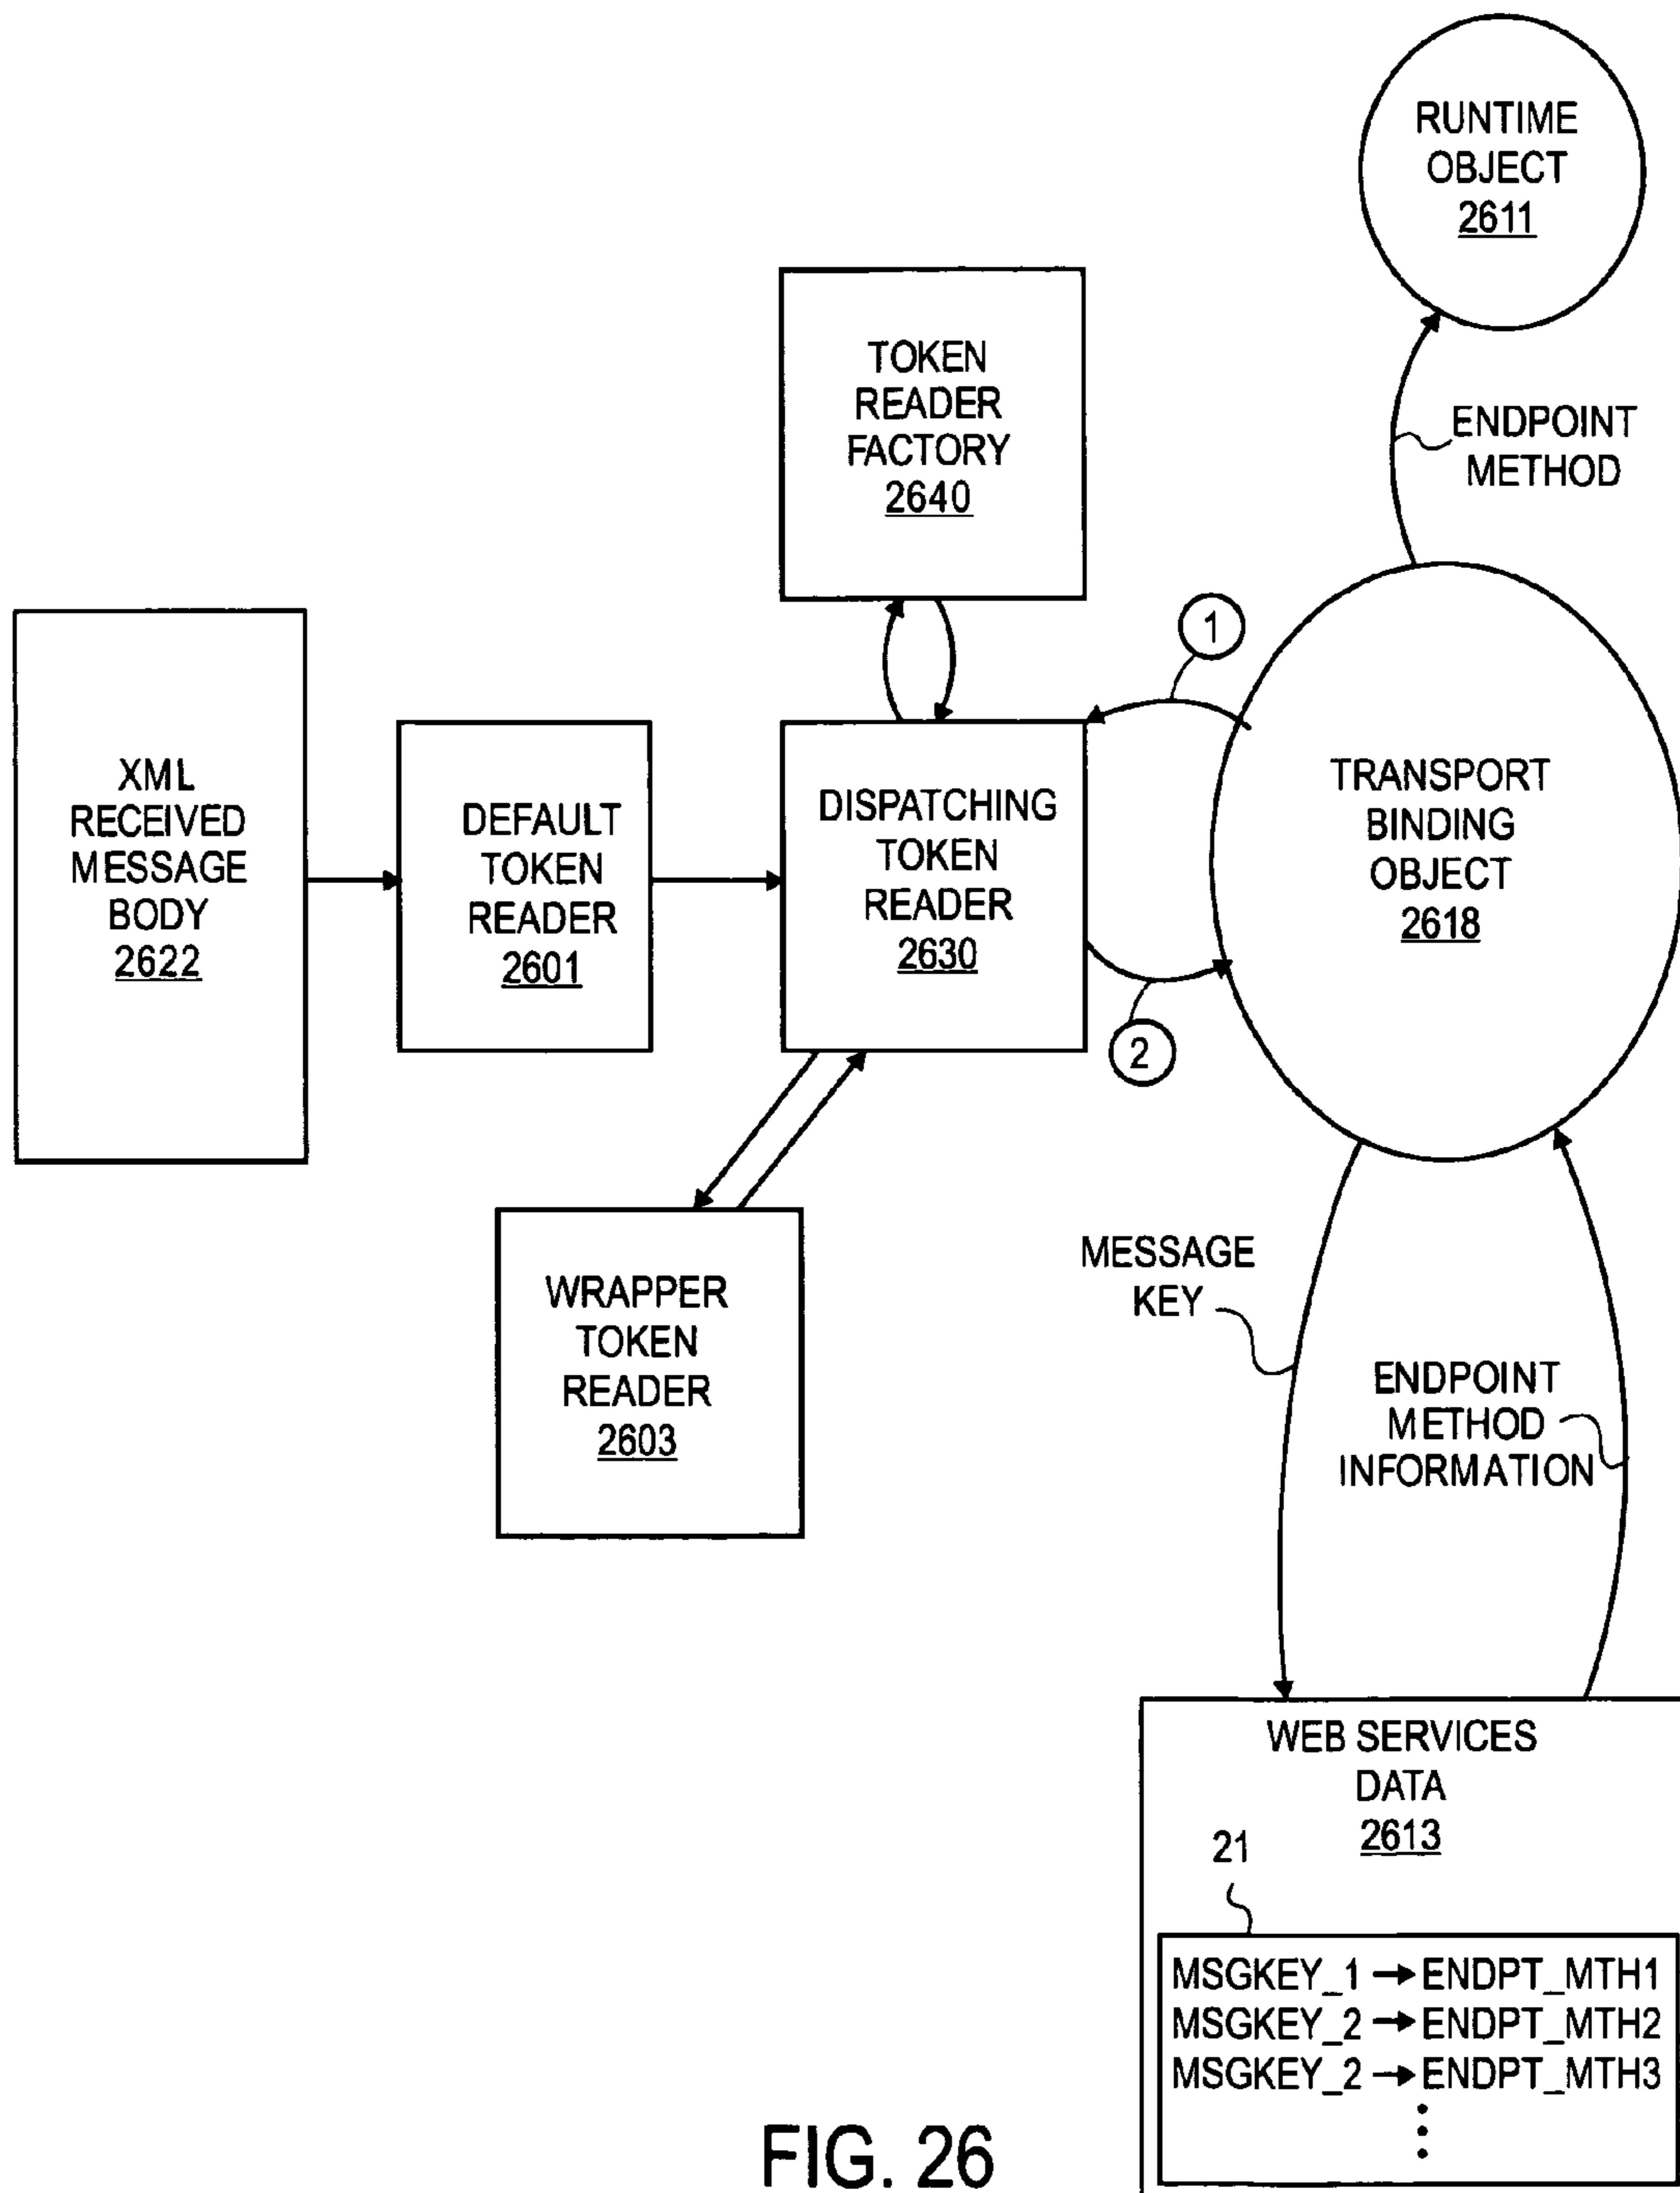 RUNTIME
OBJECT
2611
ENDPOINT
METHOD
TOKEN
READER
FACTORY
2640
1
XML
RECEIVED
MESSAGE
BODY
2622
DEFAULT
TOKEN
READER
2601
DISPATCHING
TOKEN
READER
2630
TRANSPORT
BINDING
OBJECT
2618
2
WRAPPER
TOKEN
READER
2603
MESSAGE
KEY
ENDPOINT
METHOD
INFORMATION
WEB SERVICES
DATA
2613
21
MSGKEY_1 → ENDPT_MTH1
MSGKEY_2 → ENDPT_MTH2
MSGKEY_2 → ENDPT_MTH3
FIG. 26